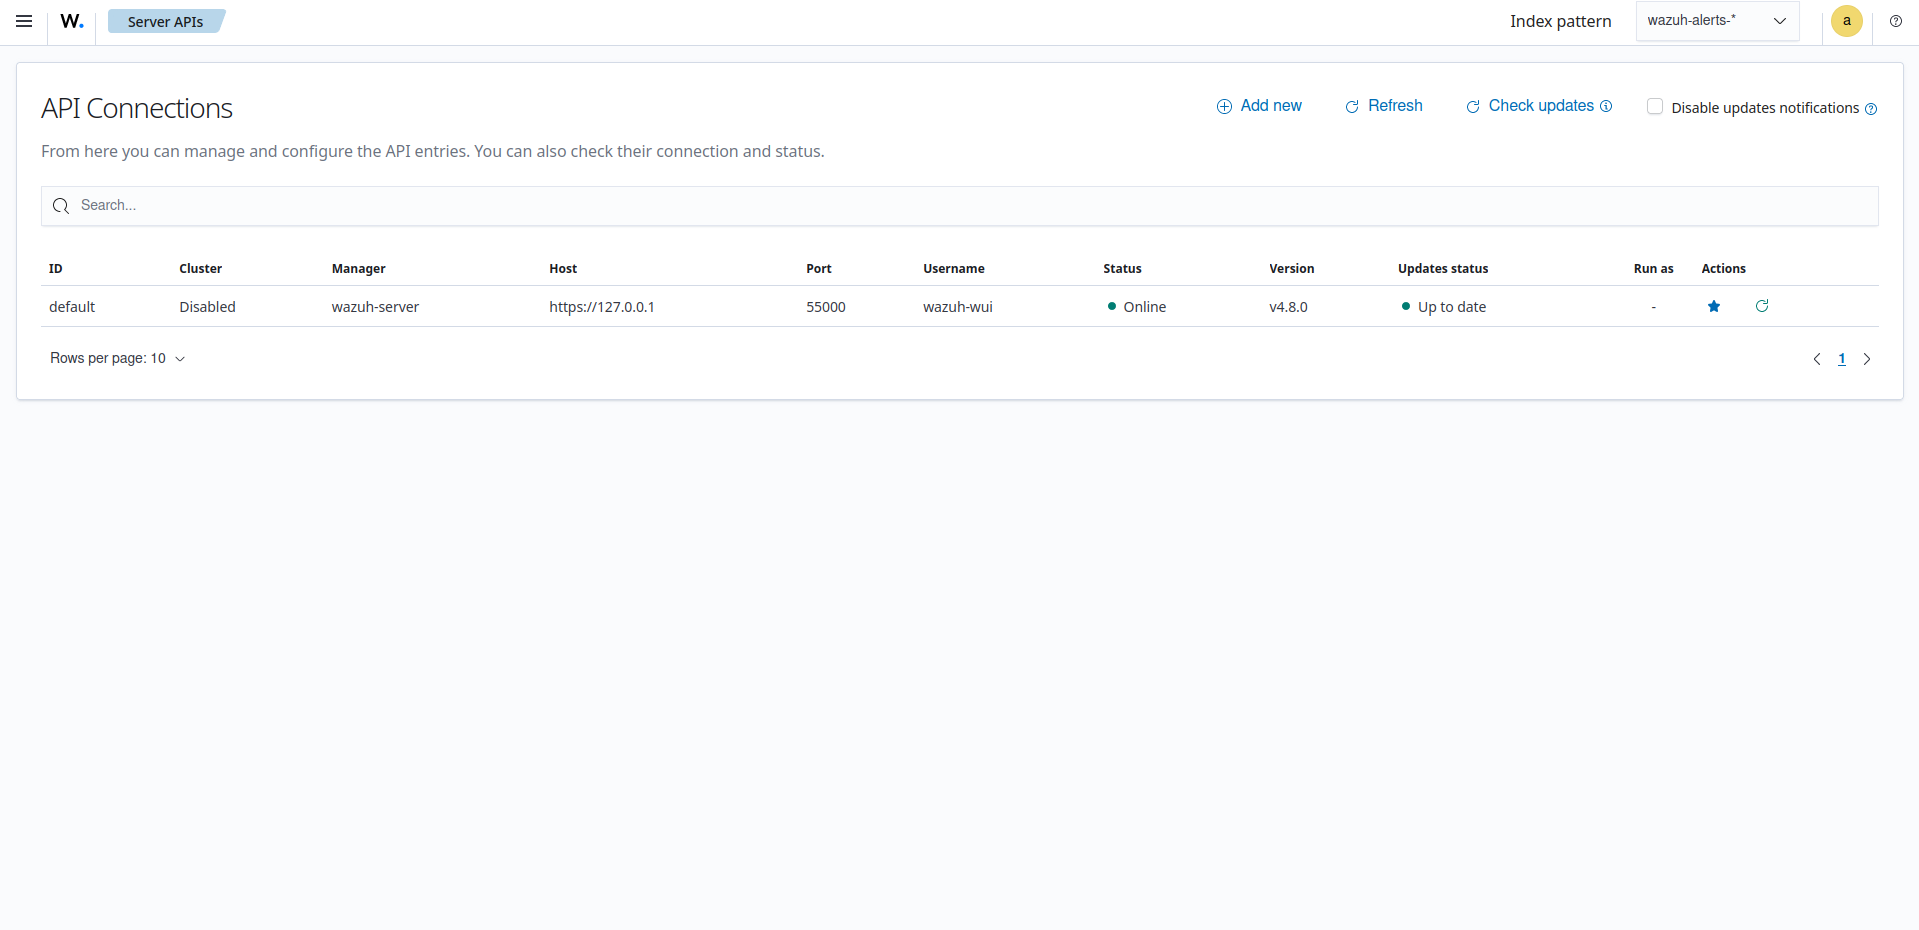 W. Server APIs Index pattern wazuh-alerts-* a
API Connections Add new Refresh Check updates Disable updates notifications
From here you can manage and configure the API entries. You can also check their connection and status.
Search...
ID Cluster Manager Host Port Username Status Version Updates status Run as Actions
default Disabled wazuh-server https://127.0.0.1 55000 wazuh-wui Online v4.8.0 Up to date -
Rows per page: 10 1